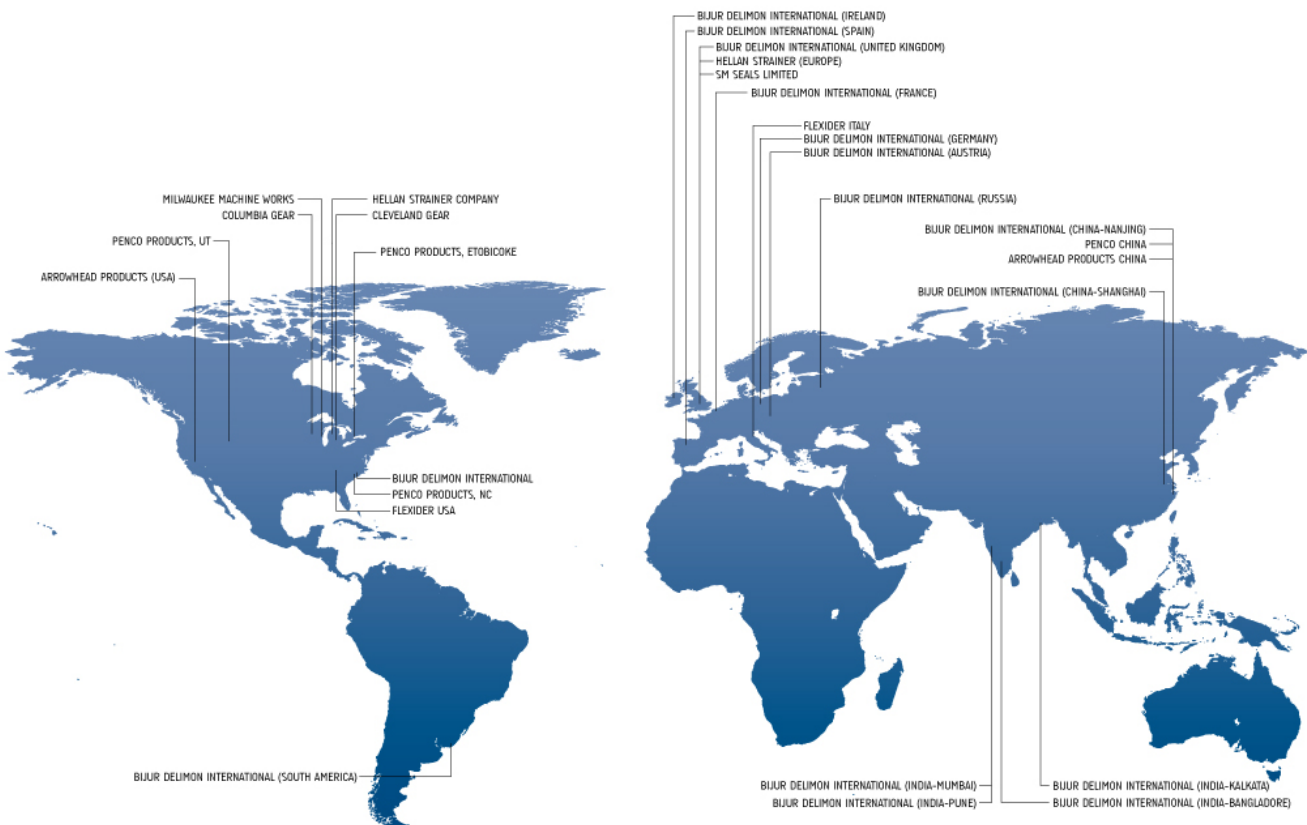 BIJUR DELIMON INTERNATIONAL (IRELAND)
BIJUR DELIMON INTERNATIONAL (SPAIN)
BIJUR DELIMON INTERNATIONAL (UNITED KINGDOM)
HELLAN STRAINER (EUROPE)
SM SEALS LIMITED
BIJUR DELIMON INTERNATIONAL (FRANCE)
FLEXIDER ITALY
BIJUR DELIMON INTERNATIONAL (GERMANY)
BIJUR DELIMON INTERNATIONAL (AUSTRIA)
MILWAUKEE MACHINE WORKS
HELLAN STRAINER COMPANY
COLUMBIA GEAR
CLEVELAND GEAR
PENCO PRODUCTS, UT
PENCO PRODUCTS, ETOBICOKE
ARROWHEAD PRODUCTS (USA)
BIJUR DELIMON INTERNATIONAL (RUSSIA)
BIJUR DELIMON INTERNATIONAL (CHINA-NANJING)
PENCO CHINA
ARROWHEAD PRODUCTS CHINA
BIJUR DELIMON INTERNATIONAL (CHINA-SHANGHAI)
BIJUR DELIMON INTERNATIONAL
PENCO PRODUCTS, NC
FLEXIDER USA
BIJUR DELIMON INTERNATIONAL (SOUTH AMERICA)
BIJUR DELIMON INTERNATIONAL (INDIA-MUMBAI)
BIJUR DELIMON INTERNATIONAL (INDIA-PUNE)
BIJUR DELIMON INTERNATIONAL (INDIA-KALKATA)
BIJUR DELIMON INTERNATIONAL (INDIA-BANGLADORE)